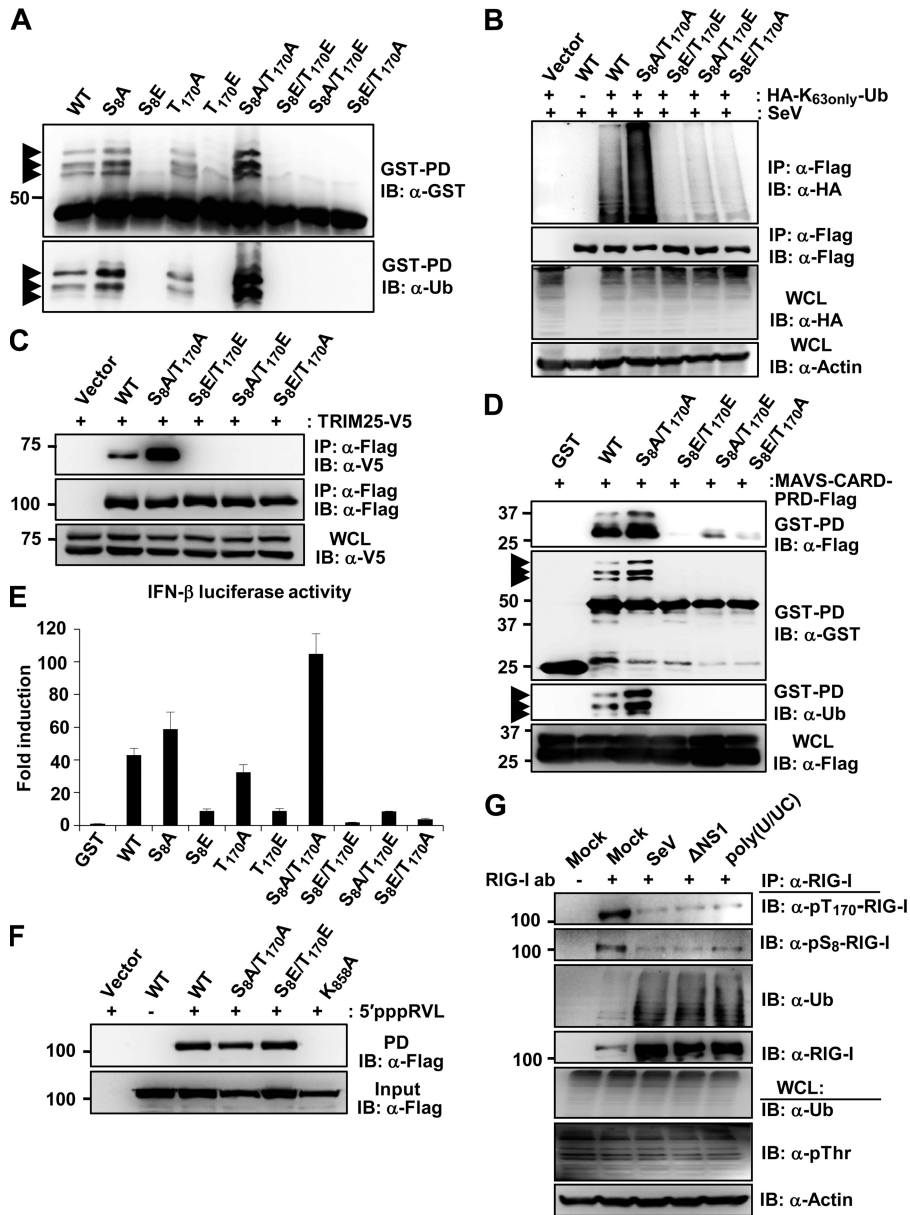 A
WT S₈A S₈E T₁₇₀A T₁₇₀E S₈A/T₁₇₀A S₈E/T₁₇₀E S₈A/T₁₇₀E S₈E/T₁₇₀A
50
GST-PD
IB: α-GST
GST-PD
IB: α-Ub
B
Vector WT WT S₈A/T₁₇₀A S₈E/T₁₇₀E S₈A/T₁₇₀E S₈E/T₁₇₀A
+ - + + + + + : HA-K₆₃only-Ub
+ + + + + + + : SeV
IP: α-Flag
IB: α-HA
IP: α-Flag
IB: α-Flag
WCL
IB: α-HA
WCL
IB: α-Actin
C
Vector WT S₈A/T₁₇₀A S₈E/T₁₇₀E S₈A/T₁₇₀E S₈E/T₁₇₀A
+ + + + + + : TRIM25-V5
75
IP: α-Flag
IB: α-V5
100
IP: α-Flag
IB: α-Flag
75
WCL
IB: α-V5
D
GST WT S₈A/T₁₇₀A S₈E/T₁₇₀E S₈A/T₁₇₀E S₈E/T₁₇₀A
+ + + + + + :MAVS-CARD-
PRD-Flag
37
25
GST-PD
IB: α-Flag
50
37
25
GST-PD
IB: α-GST
GST-PD
IB: α-Ub
37
25
WCL
IB: α-Flag
E
IFN-β luciferase activity
Fold induction
120
100
80
60
40
20
0
GST WT S₈A S₈E T₁₇₀A T₁₇₀E S₈A/T₁₇₀A S₈E/T₁₇₀E S₈A/T₁₇₀E S₈E/T₁₇₀A
F
Vector WT WT S₈A/T₁₇₀A S₈E/T₁₇₀E K₈₅₈A
+ - + + + + : 5'pppRVL
100
PD
IB: α-Flag
100
Input
IB: α-Flag
G
Mock Mock SeV ΔNS1 poly(U/UC)
RIG-I ab - + + + + IP: α-RIG-I
100
IB: α-pT₁₇₀-RIG-I
100
IB: α-pS₈-RIG-I
IB: α-Ub
100
IB: α-RIG-I
WCL:
IB: α-Ub
IB: α-pThr
IB: α-Actin